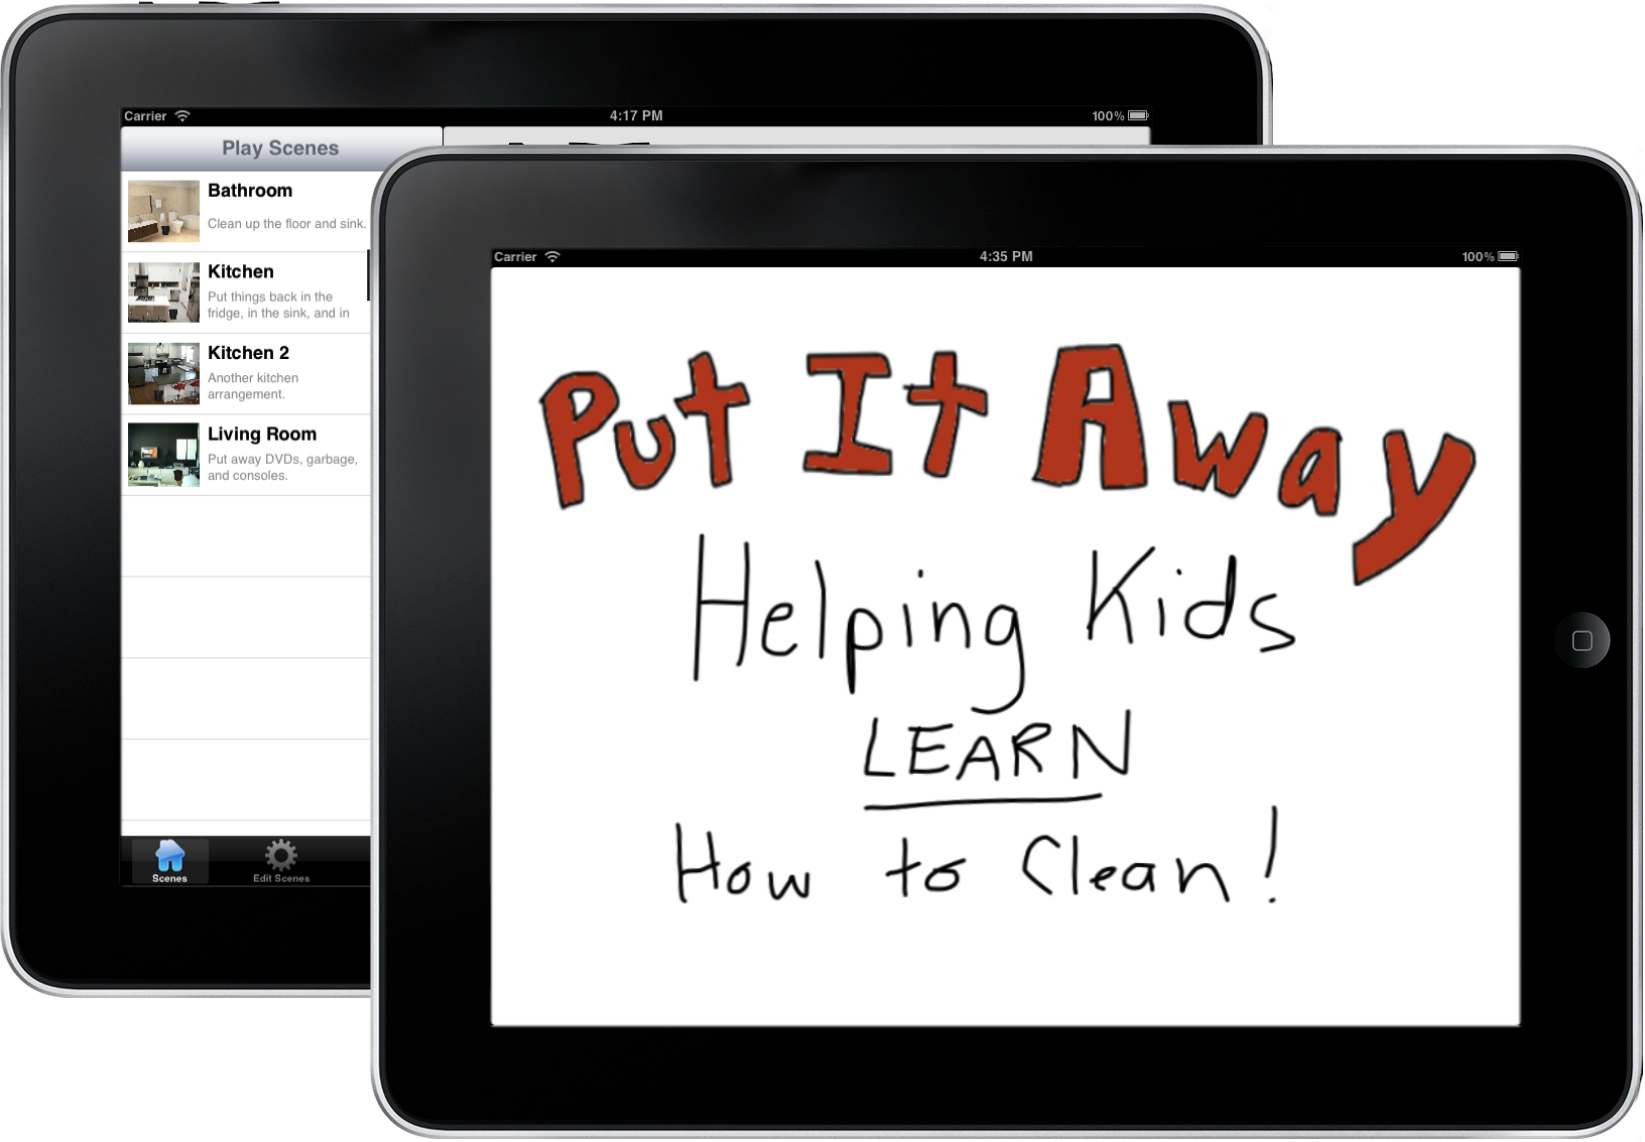 Carrier 4:17 PM 100%
Play Scenes
Bathroom
Clean up the floor and sink.
Kitchen
Put things back in the
fridge, in the sink, and in
Kitchen 2
Another kitchen
arrangement.
Living Room
Put away DVDs, garbage,
and consoles.
Scenes Edit Scenes
Carrier 4:35 PM 100%
Put It Away
Helping Kids
LEARN
How to Clean!